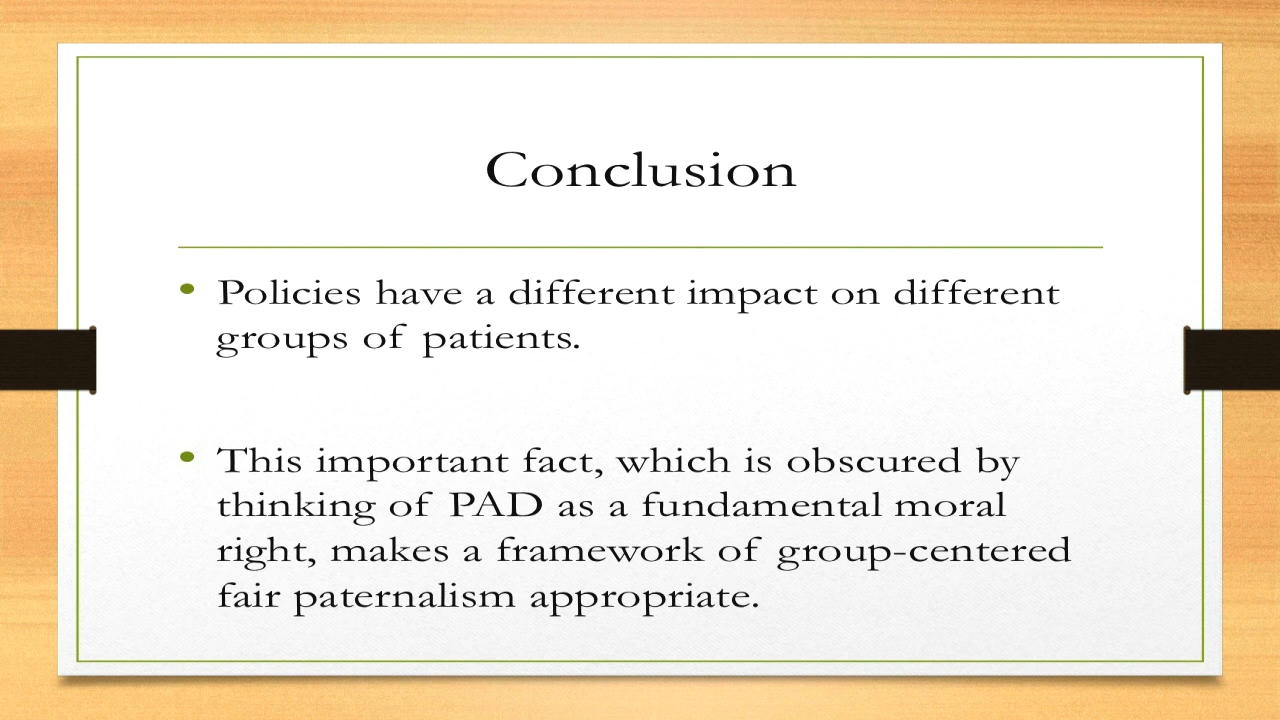 Conclusion
• Policies have a different impact on different
groups of patients.
• This important fact, which is obscured by
thinking of PAD as a fundamental moral
right, makes a framework of group-centered
fair paternalism appropriate.